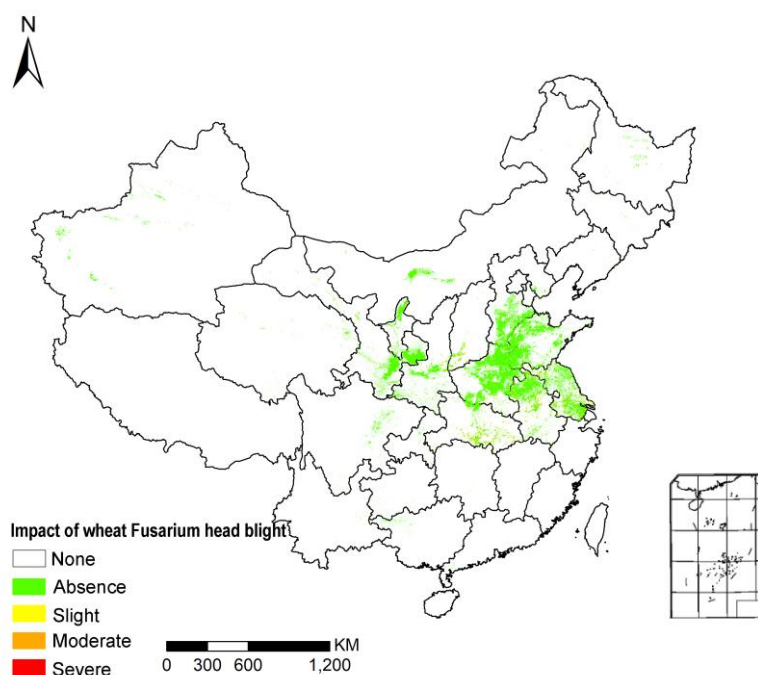 N
Impact of wheat Fusarium head blight
None
Absence
Slight
Moderate
Severe
KM
0 300 600 1,200